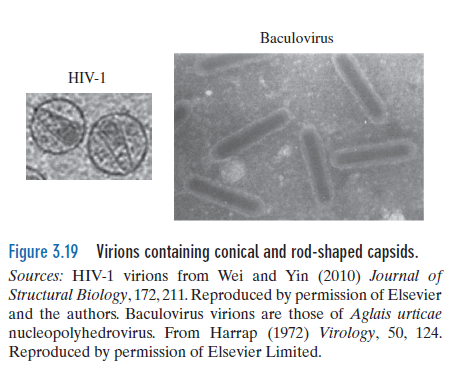 Baculovirus
HIV-1
Figure 3.19 Virions containing conical and rod-shaped capsids.
Sources: HIV-1 virions from Wei and Yin (2010) Journal of
Structural Biology, 172, 211. Reproduced by permission of Elsevier
and the authors. Baculovirus virions are those of Aglais urticae
nucleopolyhedrovirus. From Harrap (1972) Virology, 50, 124.
Reproduced by permission of Elsevier Limited.